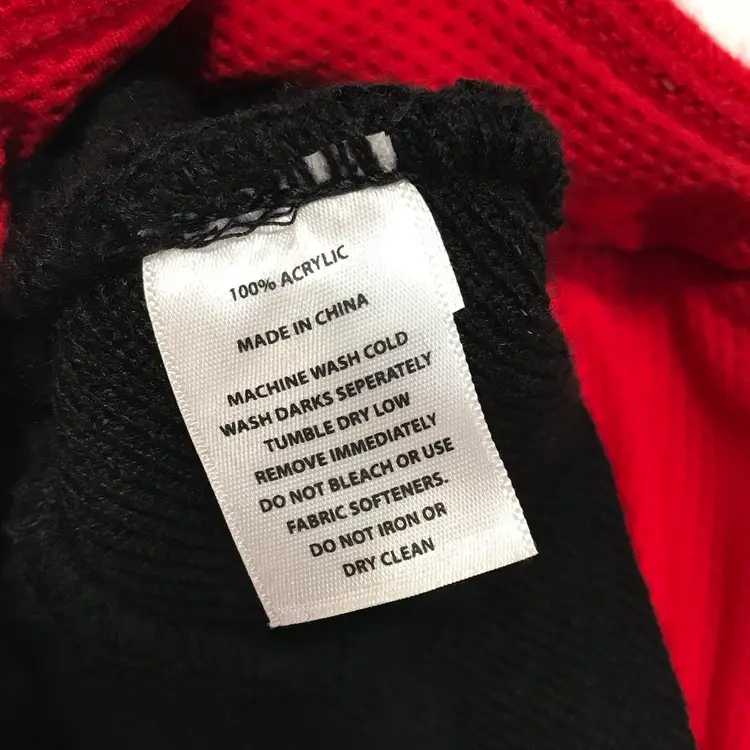 100% ACRYLIC
MADE IN CHINA
MACHINE WASH COLD
WASH DARKS SEPERATELY
TUMBLE DRY LOW
REMOVE IMMEDIATELY
DO NOT BLEACH OR USE
FABRIC SOFTENERS.
DO NOT IRON OR
DRY CLEAN